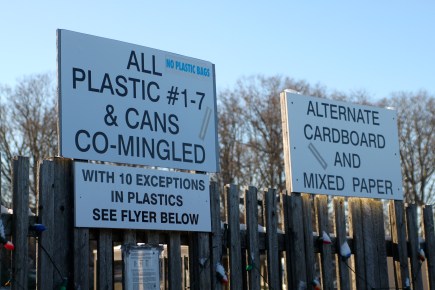 ALL
NO PLASTIC BAGS
PLASTIC #1-7
& CANS
CO-MINGLED
WITH 10 EXCEPTIONS
IN PLASTICS
SEE FLYER BELOW
ALTERNATE
CARDBOARD
AND
MIXED PAPER